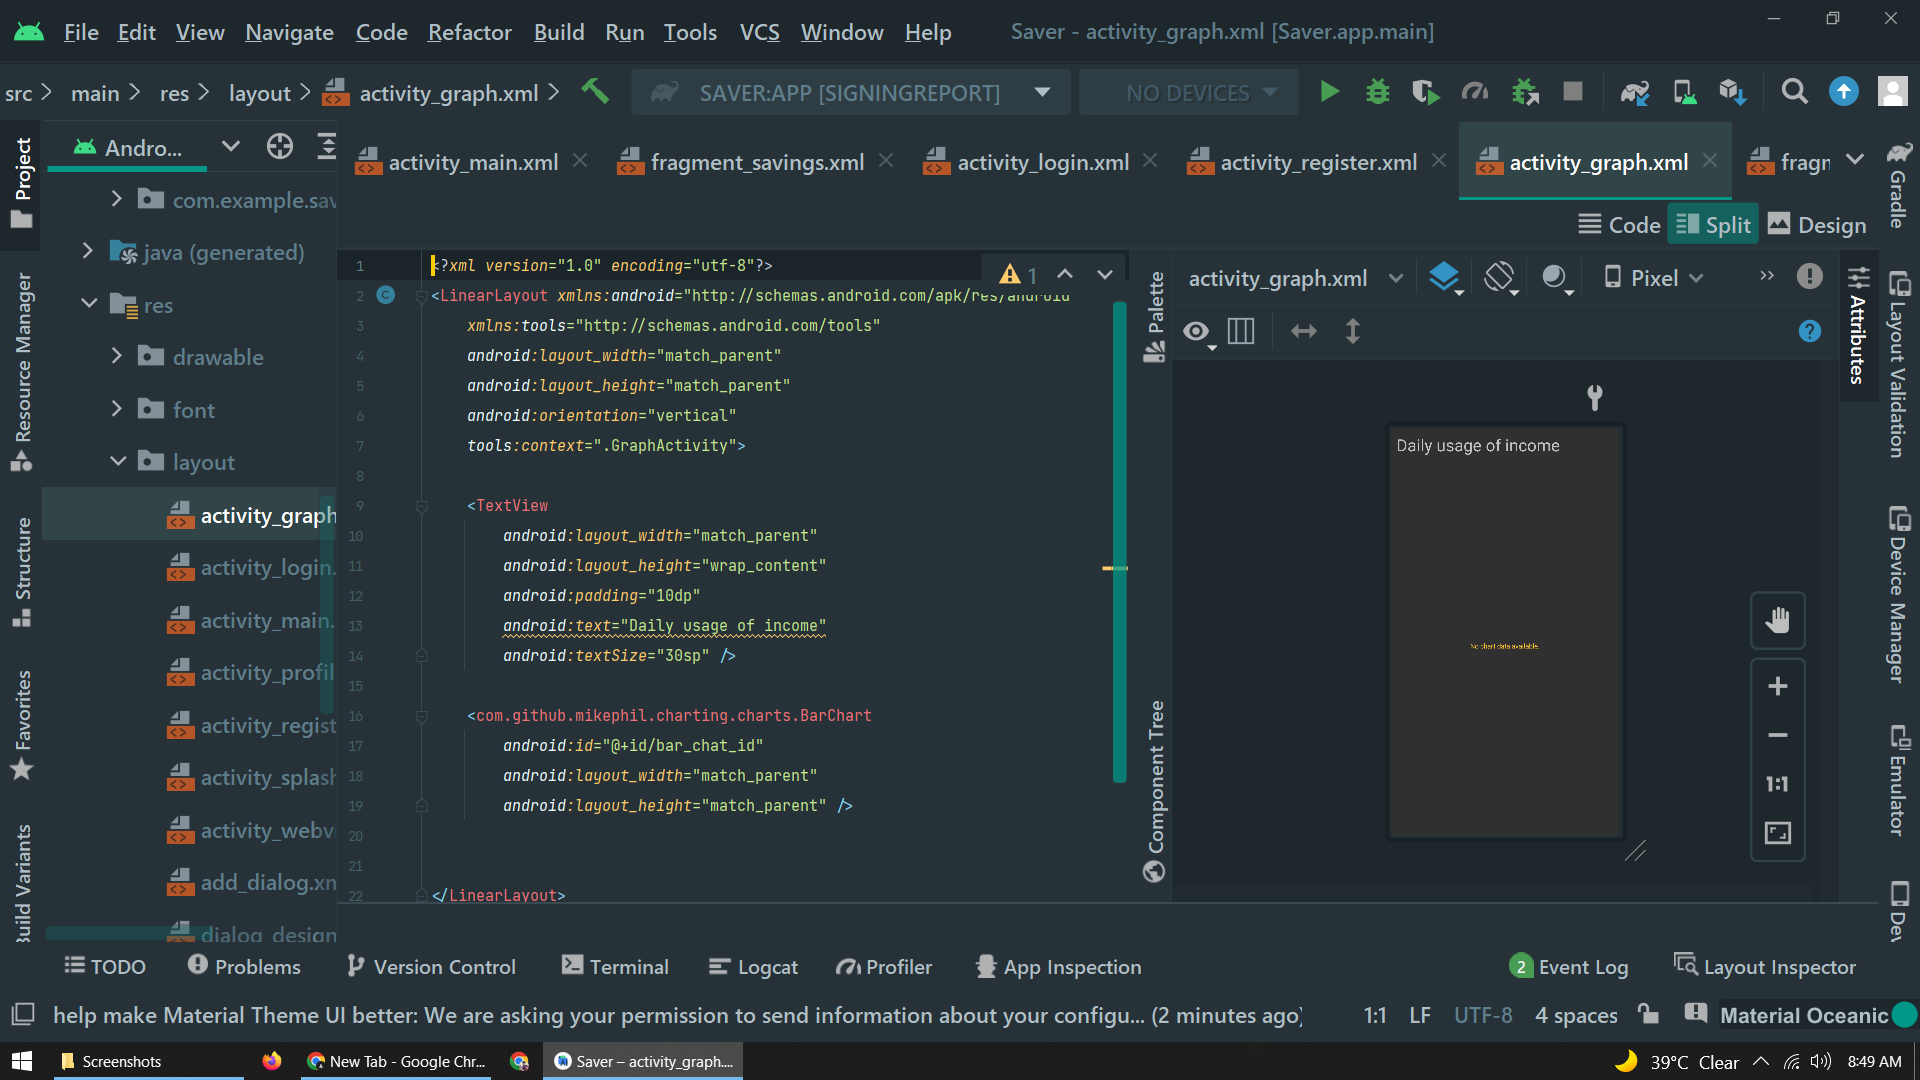 File Edit View Navigate Code Refactor Build Run Tools VCS Window Help Saver - activity_graph.xml [Saver.app.main]
src main res layout activity_graph.xml SAVER:APP [SIGNINGREPORT] NO DEVICES
Andro...
activity_main.xml fragment_savings.xml activity_login.xml activity_register.xml activity_graph.xml fragr
Code Split Design
Project
Resource Manager
Structure
Favorites
Build Variants
com.example.sav
java (generated)
res
drawable
font
layout
activity_graph
activity_login.
activity_main.
activity_profil
activity_regist
activity_splash
activity_webvi
add_dialog.xm
dialog_design
1 <?xml version="1.0" encoding="utf-8"?>
2 <LinearLayout xmlns:android="http://schemas.android.com/apk/res/android
3 xmlns:tools="http://schemas.android.com/tools"
4 android:layout_width="match_parent"
5 android:layout_height="match_parent"
6 android:orientation="vertical"
7 tools:context=".GraphActivity">
8
9 <TextView
10 android:layout_width="match_parent"
11 android:layout_height="wrap_content"
12 android:padding="10dp"
13 android:text="Daily usage of income"
14 android:textSize="30sp" />
15
16 <com.github.mikephil.charting.charts.BarChart
17 android:id="@+id/bar_chat_id"
18 android:layout_width="match_parent"
19 android:layout_height="match_parent" />
20
21
22 </LinearLayout>
1
Palette
Component Tree
activity_graph.xml Pixel
Daily usage of income
No chart data available.
1:1
Attributes
Gradle
Layout Validation
Device Manager
Emulator
Dev
TODO Problems Version Control Terminal Logcat Profiler App Inspection 2 Event Log Layout Inspector
help make Material Theme UI better: We are asking your permission to send information about your configu... (2 minutes ago) 1:1 LF UTF-8 4 spaces Material Oceanic
Screenshots New Tab - Google Chr... Saver – activity_graph.... 39°C Clear 8:49 AM